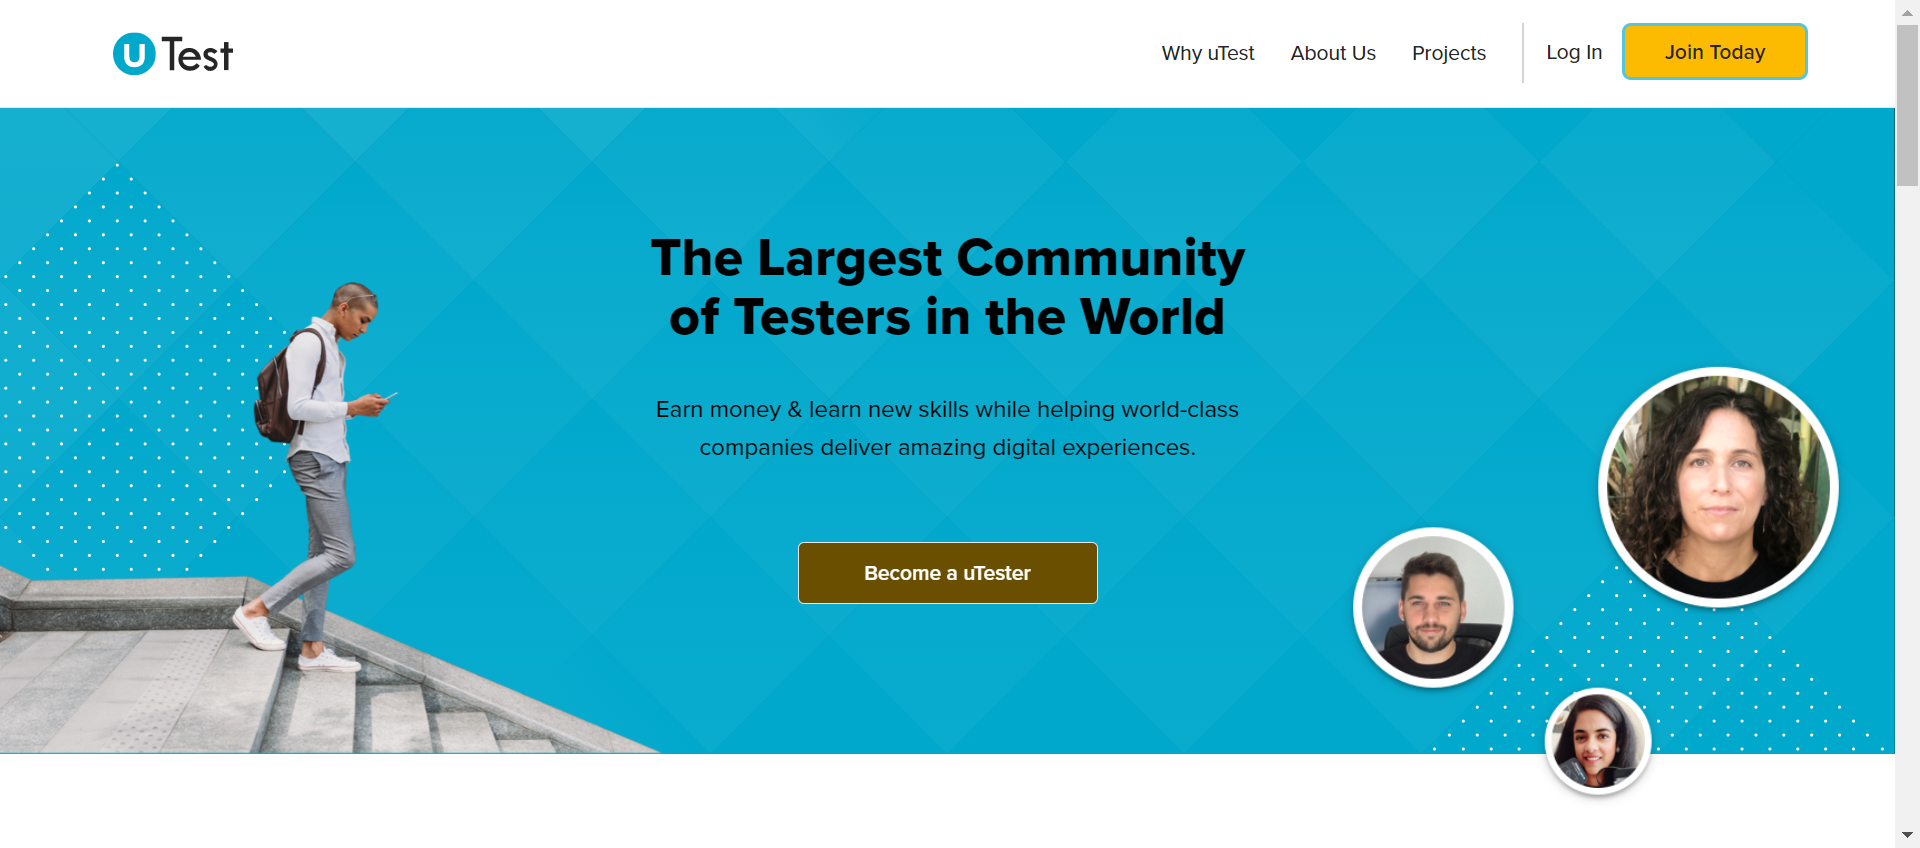 uTest
Why uTest
About Us
Projects
Log In
Join Today
The Largest Community
of Testers in the World
Earn money & learn new skills while helping world-class
companies deliver amazing digital experiences.
Become a uTester